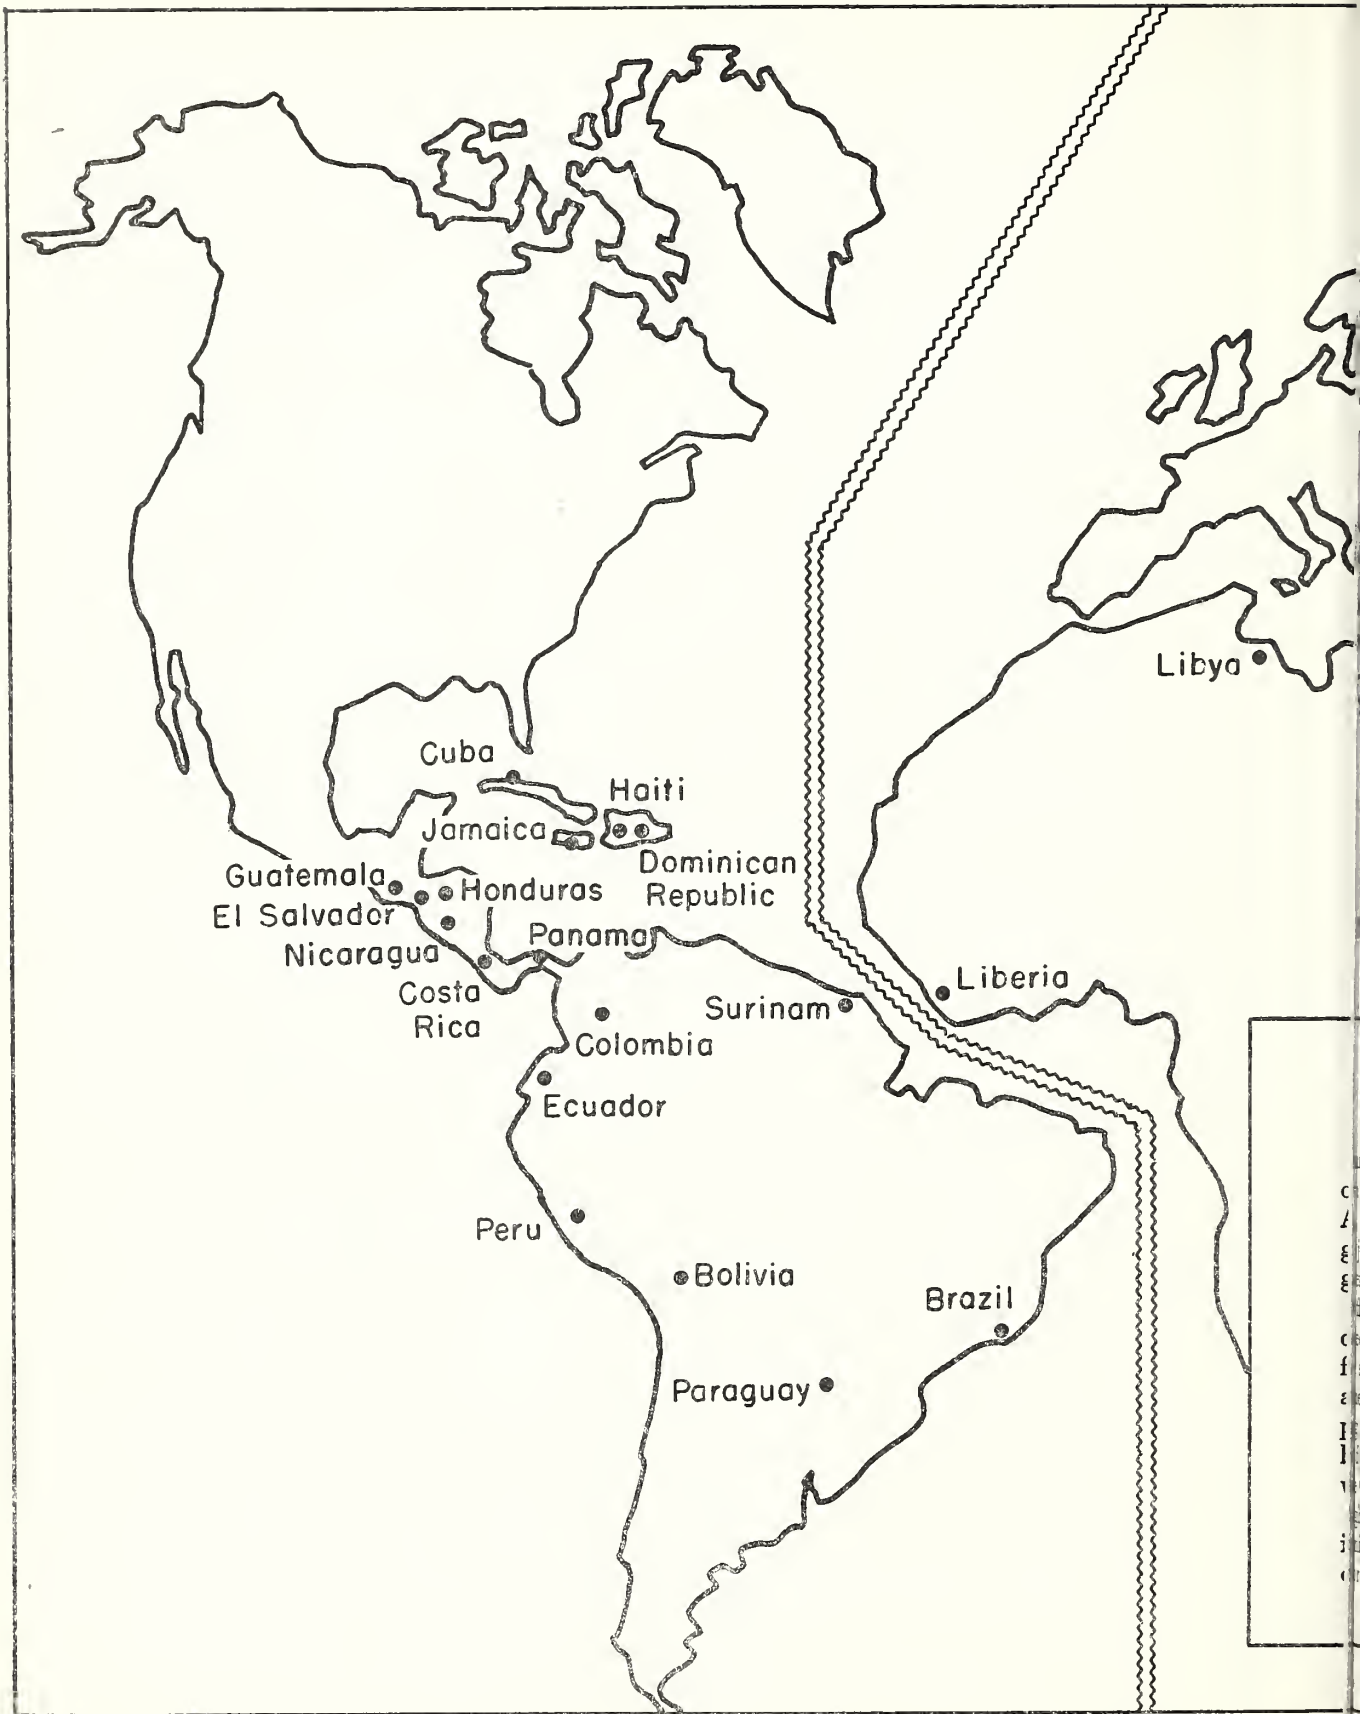 Libya
Cuba
Haiti
Jamaica
Dominican
Republic
Guatemala
Honduras
El Salvador
Nicaragua
Panama
Costa
Rica
Liberia
Surinam
Colombia
Ecuador
Peru
Bolivia
Brazil
Paraguay